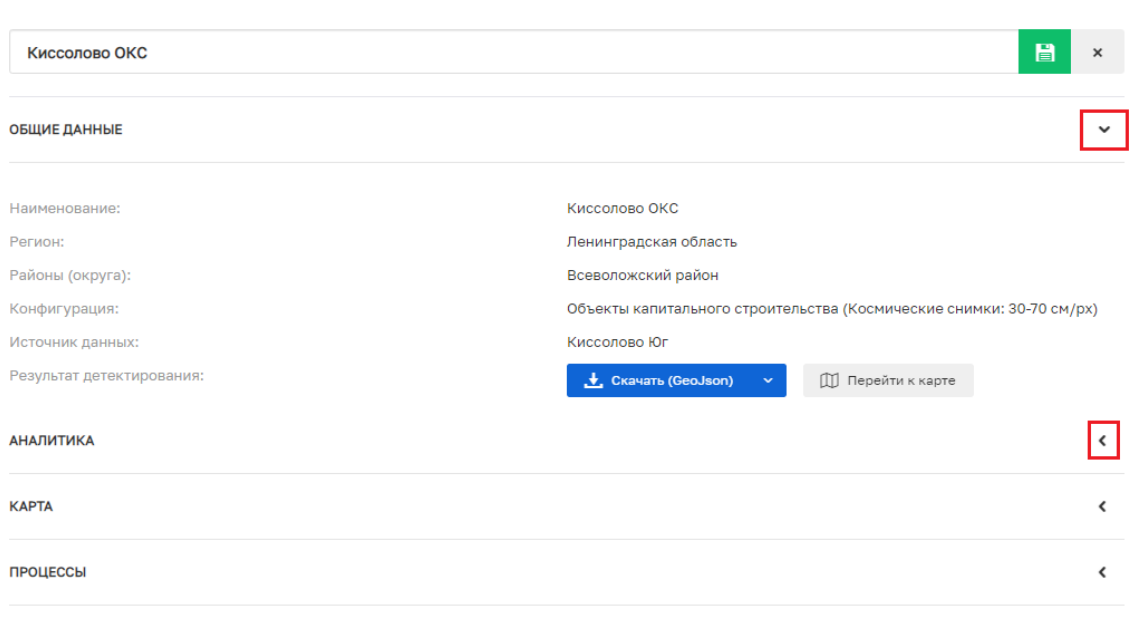 Киссолово ОКС
ОБЩИЕ ДАННЫЕ
Наименование: Киссолово ОКС
Регион: Ленинградская область
Районы (округа): Всеволожский район
Конфигурация: Объекты капитального строительства (Космические снимки: 30-70 см/px)
Источник данных: Киссолово Юг
Результат детектирования: Скачать (GeoJson) Перейти к карте
АНАЛИТИКА
КАРТА
ПРОЦЕССЫ